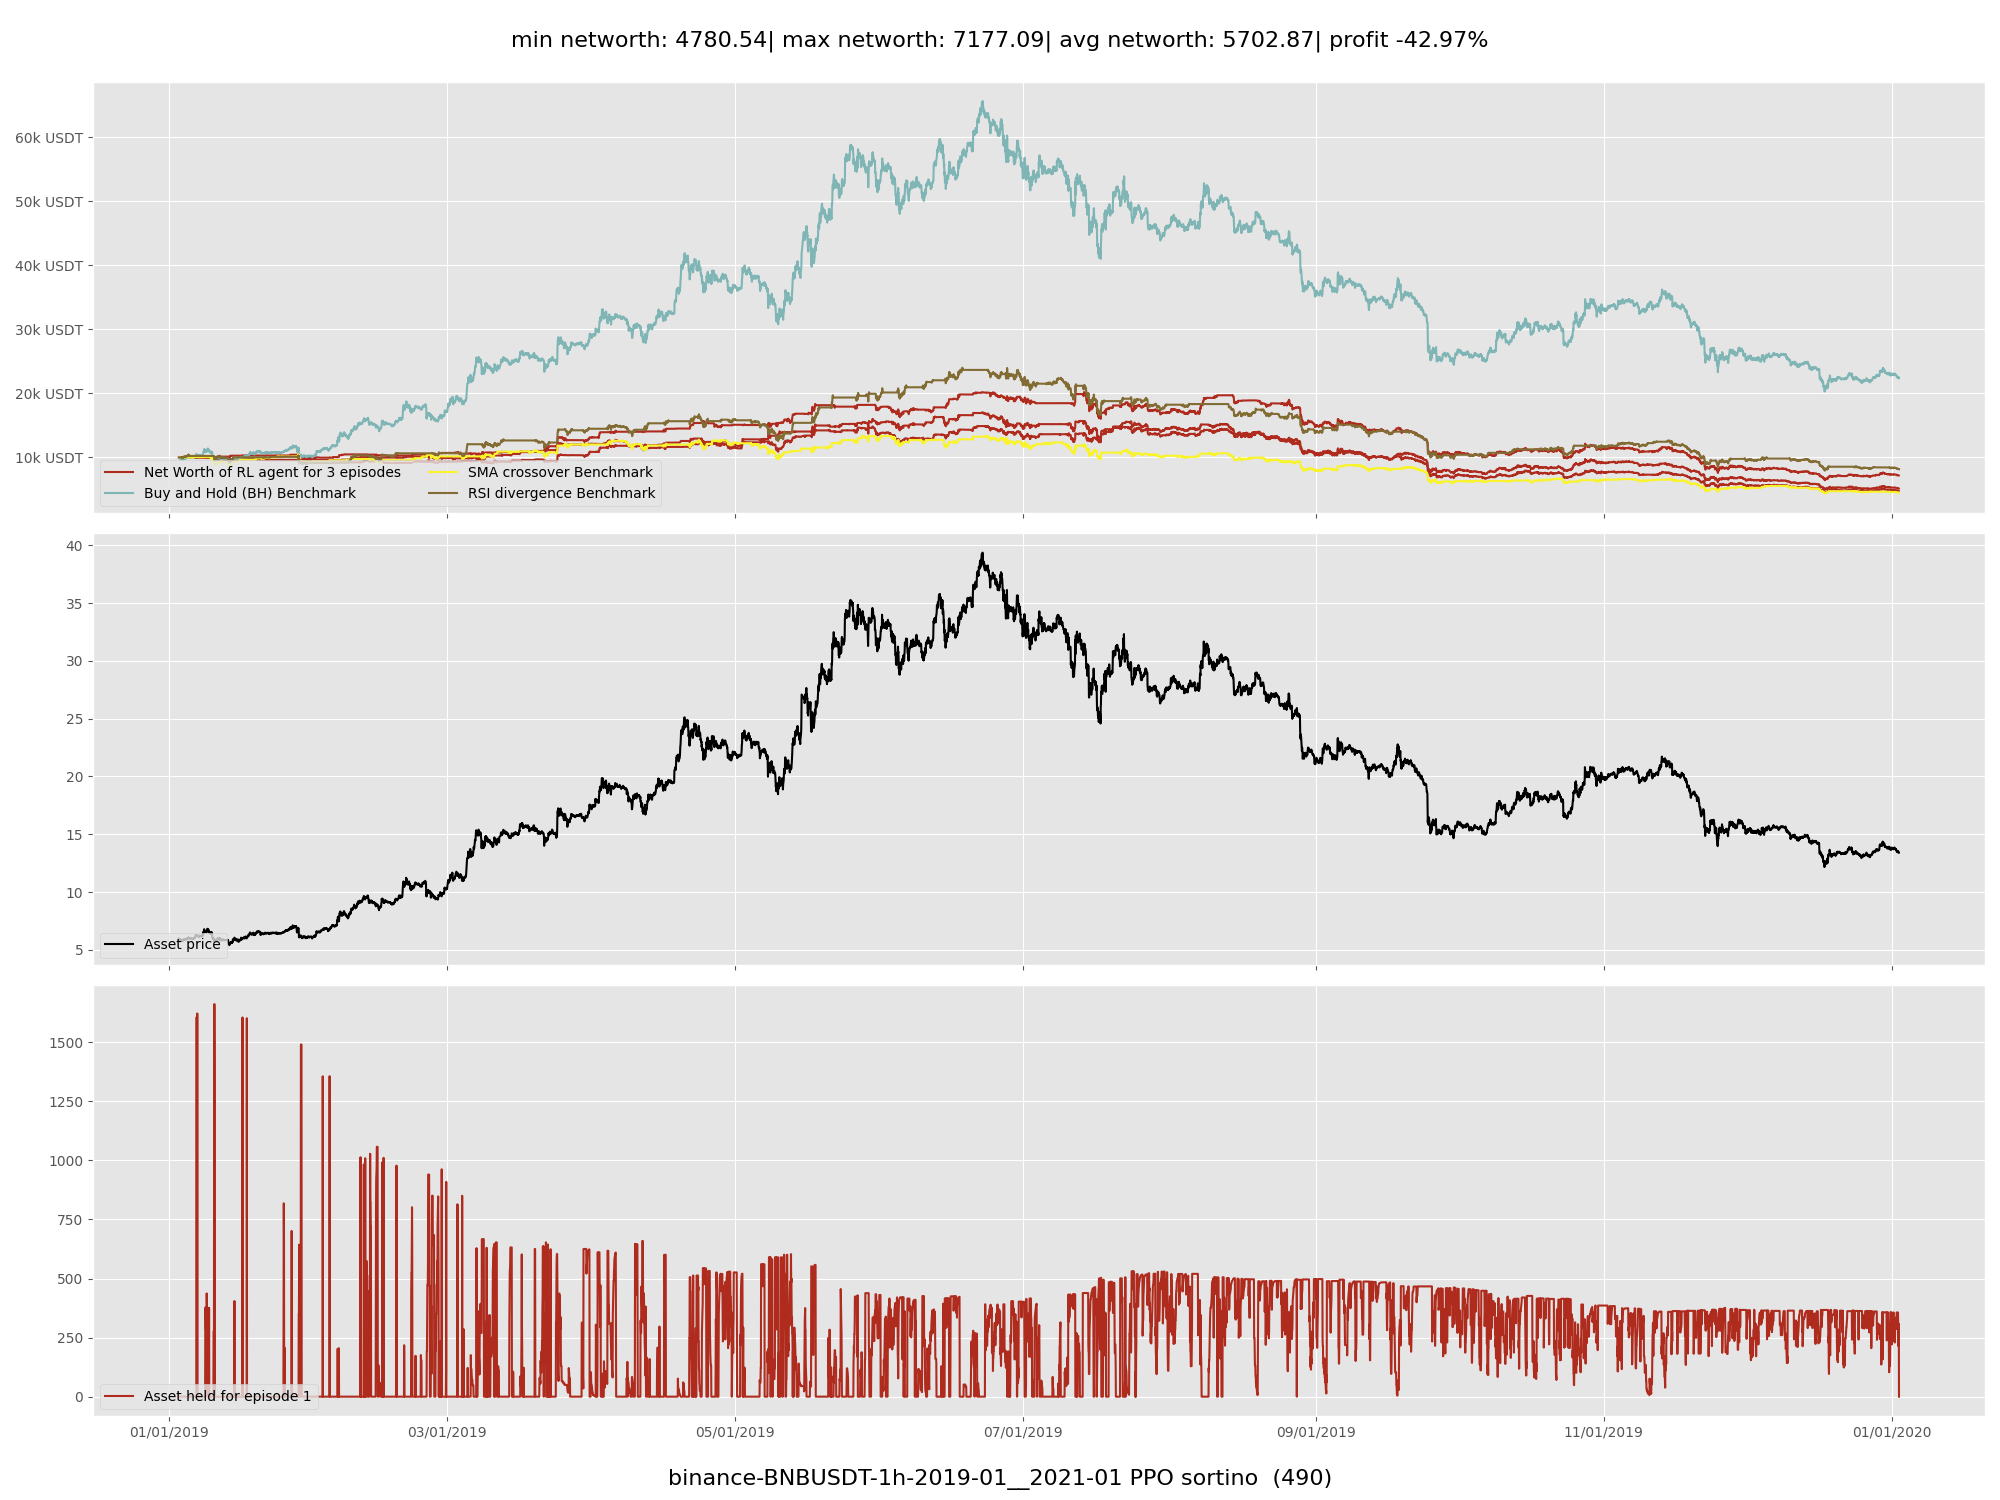 min networth: 4780.54| max networth: 7177.09| avg networth: 5702.87| profit -42.97%
60k USDT
50k USDT
40k USDT
30k USDT
20k USDT
10k USDT
Net Worth of RL agent for 3 episodes
Buy and Hold (BH) Benchmark
SMA crossover Benchmark
RSI divergence Benchmark
40
35
30
25
20
15
10
5
Asset price
1500
1250
1000
750
500
250
0
Asset held for episode 1
01/01/2019
03/01/2019
05/01/2019
07/01/2019
09/01/2019
11/01/2019
01/01/2020
binance-BNBUSDT-1h-2019-01__2021-01 PPO sortino  (490)